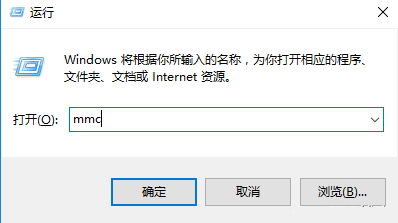 运行
Windows 将根据你所输入的名称，为你打开相应的程序、
文件夹、文档或 Internet 资源。
打开(O): mmc
确定 取消 浏览(B)...